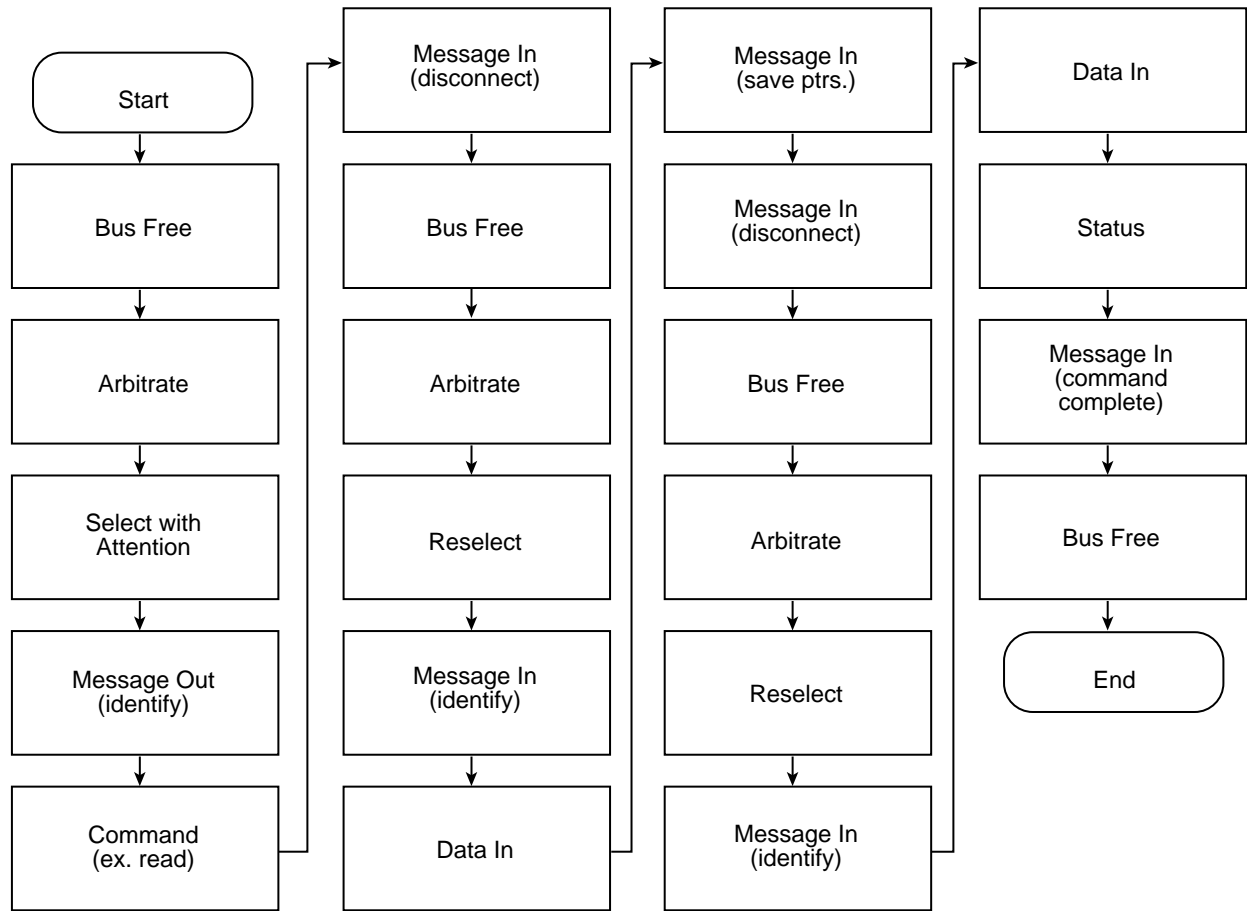 Start
Bus Free
Arbitrate
Select with
Attention
Message Out
(identify)
Command
(ex. read)
Message In
(disconnect)
Bus Free
Arbitrate
Reselect
Message In
(identify)
Data In
Message In
(save ptrs.)
Message In
(disconnect)
Bus Free
Arbitrate
Reselect
Message In
(identify)
Data In
Status
Message In
(command
complete)
Bus Free
End